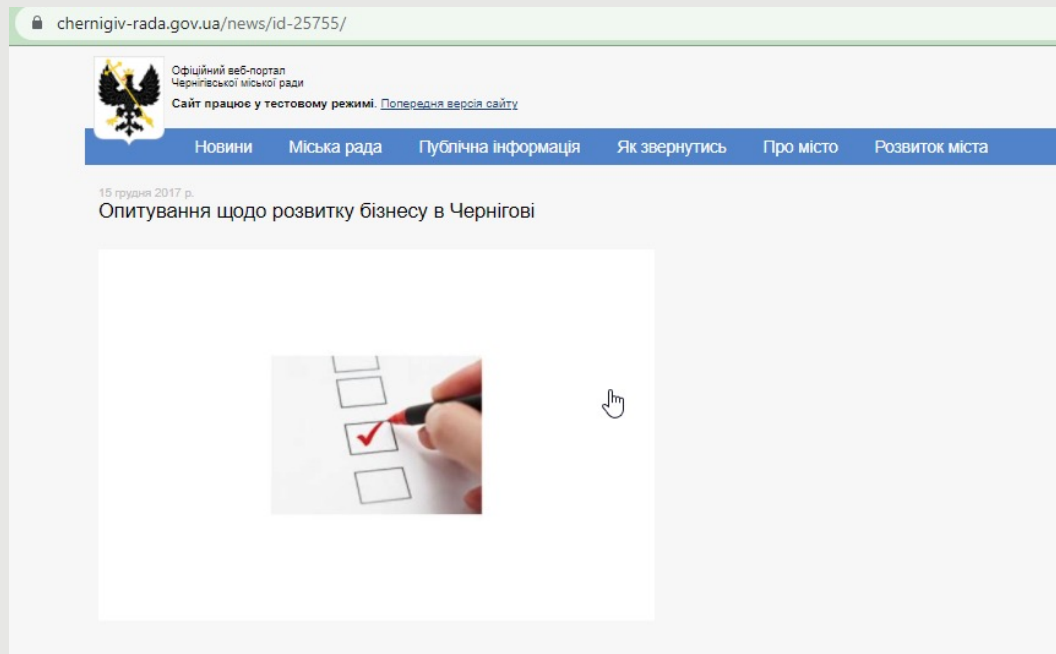 chernigiv-rada.gov.ua/news/id-25755/
Офіційний веб-портал
Чернігівської міської ради
Сайт працює у тестовому режимі. Попередня версія сайту
Новини Міська рада Публічна інформація Як звернутись Про місто Розвиток міста
15 грудня 2017 р.
Опитування щодо розвитку бізнесу в Чернігові